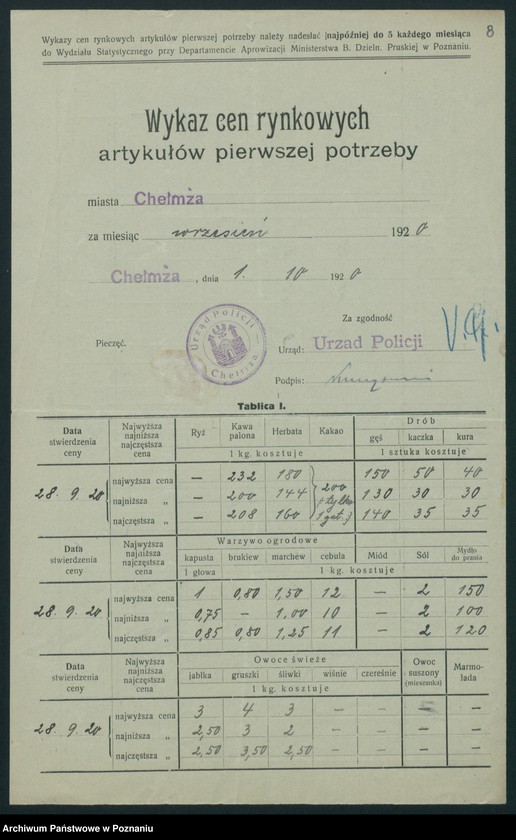 8
Wykazy cen rynkowych artykułów pierwszej potrzeby należy nadesłać najpóźniej do 5 każdego miesiąca
do Wydziału Statystycznego przy Departamencie Aprowizacji Ministerstwa B. Dzieln. Pruskiej w Poznaniu.
Wykaz cen rynkowych
artykułów pierwszej potrzeby
miasta Chełmża
za miesiąc wrzesień 1920
Chełmża, dnia 1. 10 1920
Za zgodność
Pieczęć.
Urząd Policji
Chełmża
Urząd: Urzad Policji
Podpis:
Tablica I.
Data stwierdzenia ceny Najwyższa najniższa najczęstsza cena Ryż Kawa palona Herbata Kakao Drób
gęś kaczka kura
1 kg. kosztuje 1 sztuka kosztuje
28. 9. 20 najwyższa cena — 232 180 200 (tylko 1 gat.) 150 50 40
najniższa „ — 200 144 130 30 30
najczęstsza „ — 208 160 140 35 35
Data stwierdzenia ceny Najwyższa najniższa najczęstsza cena Warzywo ogrodowe
kapusta brukiew marchew cebula Miód Sól Mydło do prania
1 głowa 1 kg. kosztuje
28. 9. 20 najwyższa cena 1 0,80 1,50 12 — 2 150
najniższa „ 0,75 — 1.00 10 — 2 100
najczęstsza „ 0,85 0,80 1,25 11 — 2 120
Data stwierdzenia ceny Najwyższa najniższa najczęstsza cena Owoce świeże Owoc suszony (mieszanka) Marmolada
jabłka gruszki śliwki wiśnie czereśnie
1 kg. kosztuje
28. 9. 20 najwyższa cena 3 4 3 — — — —
najniższa „ 2,50 3 2 — — — —
najczęstsza „ 2,50 3,50 2,50 — — — —
Archiwum Państwowe w Poznaniu